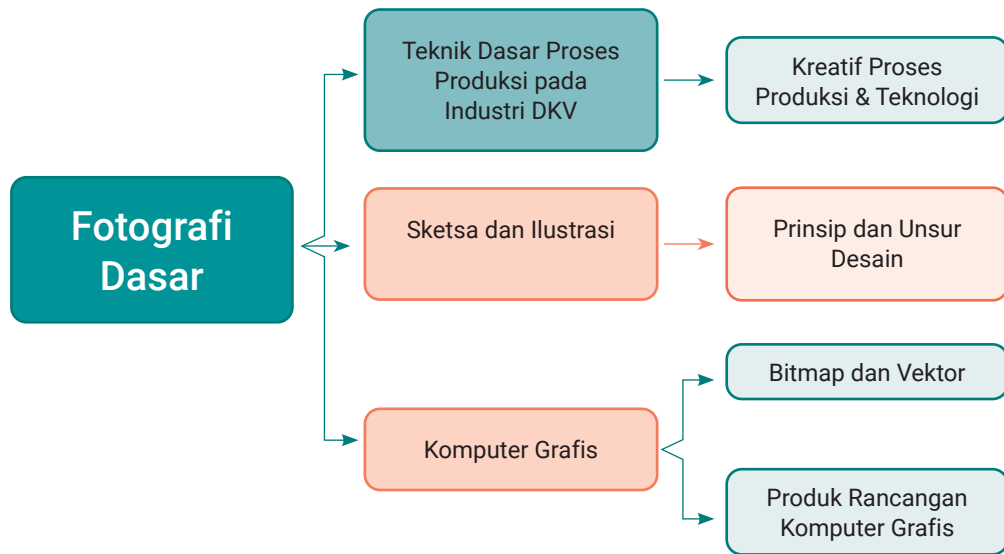 Fotografi
Dasar
Teknik Dasar Proses
Produksi pada
Industri DKV
Kreatif Proses
Produksi & Teknologi
Sketsa dan Ilustrasi
Prinsip dan Unsur
Desain
Komputer Grafis
Bitmap dan Vektor
Produk Rancangan
Komputer Grafis